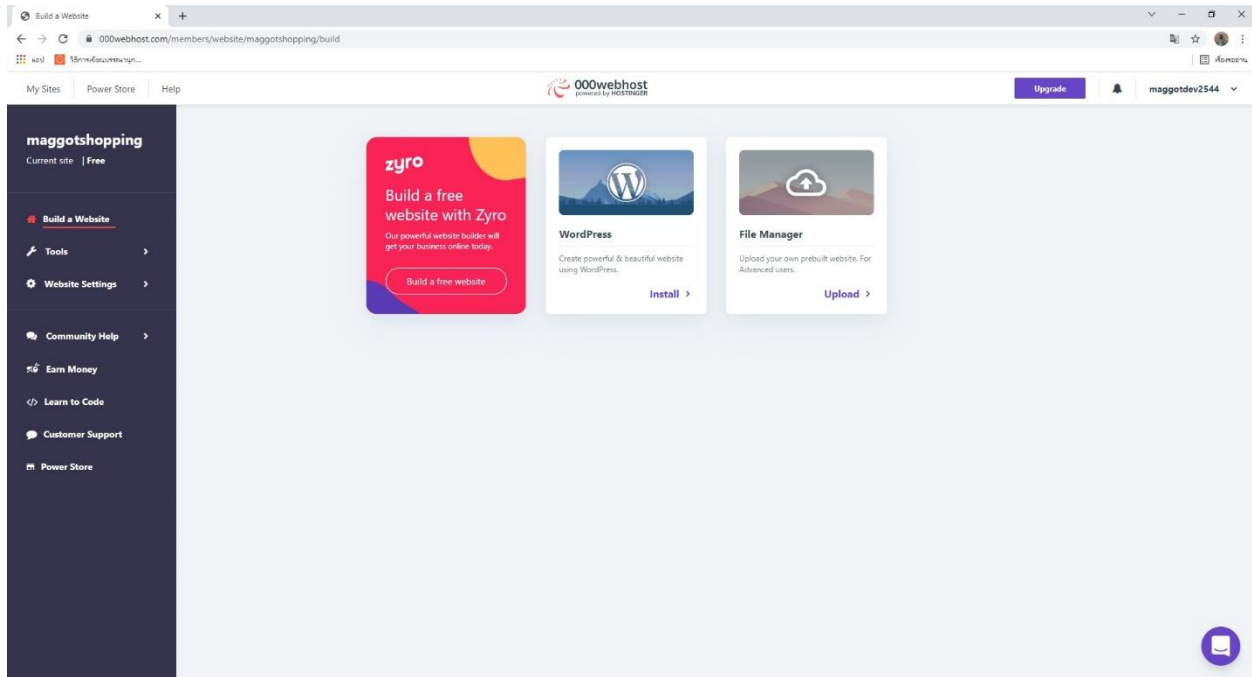 Build a Website
000webhost.com/members/website/maggotshopping/build
แอป
My Sites
Power Store
Help
000webhost
powered by HOSTINGER
Upgrade
maggotdev2544
maggotshopping
Current site | Free
Build a Website
Tools
Website Settings
Community Help
Earn Money
Learn to Code
Customer Support
Power Store
zyro
Build a free
website with Zyro
Our powerful website builder will
get your business online today.
Build a free website
WordPress
Create powerful & beautiful website
using WordPress.
Install >
File Manager
Upload your own prebuilt website. For
Advanced users.
Upload >